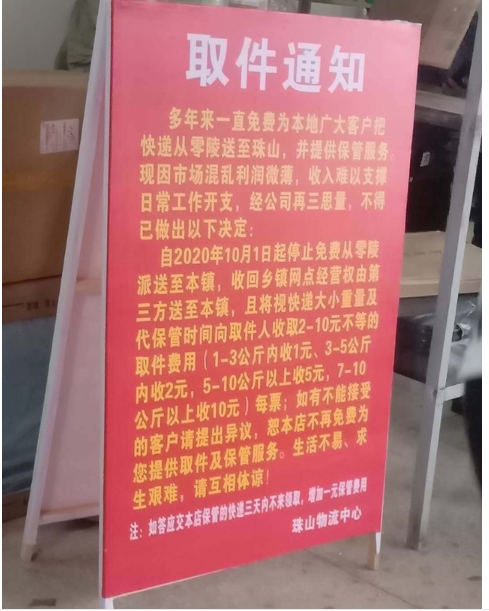 取件通知
多年来一直免费为本地广大客户把
快递从零陵送至珠山，并提供保管服务。
现因市场混乱利润微薄，收入难以支撑
日常工作开支，经公司再三思量，不得
已做出以下决定：
自2020年10月1日起停止免费从零陵
派送至本镇，收回乡镇网点经营权由第
三方送至本镇，且将视快递大小重量及
代保管时间向取件人收取2-10元不等的
取件费用（1-3公斤内收1元、3-5公斤
内收2元，5-10公斤以上收5元，7-10
公斤以上收10元）每票；如有不能接受
的客户请提出异议，恕本店不再免费为
您提供取件及保管服务。生活不易、求
生艰难，请互相体谅！
注：如答应交本店保管的快递三天内不来领取，增加一元保管费用
珠山物流中心